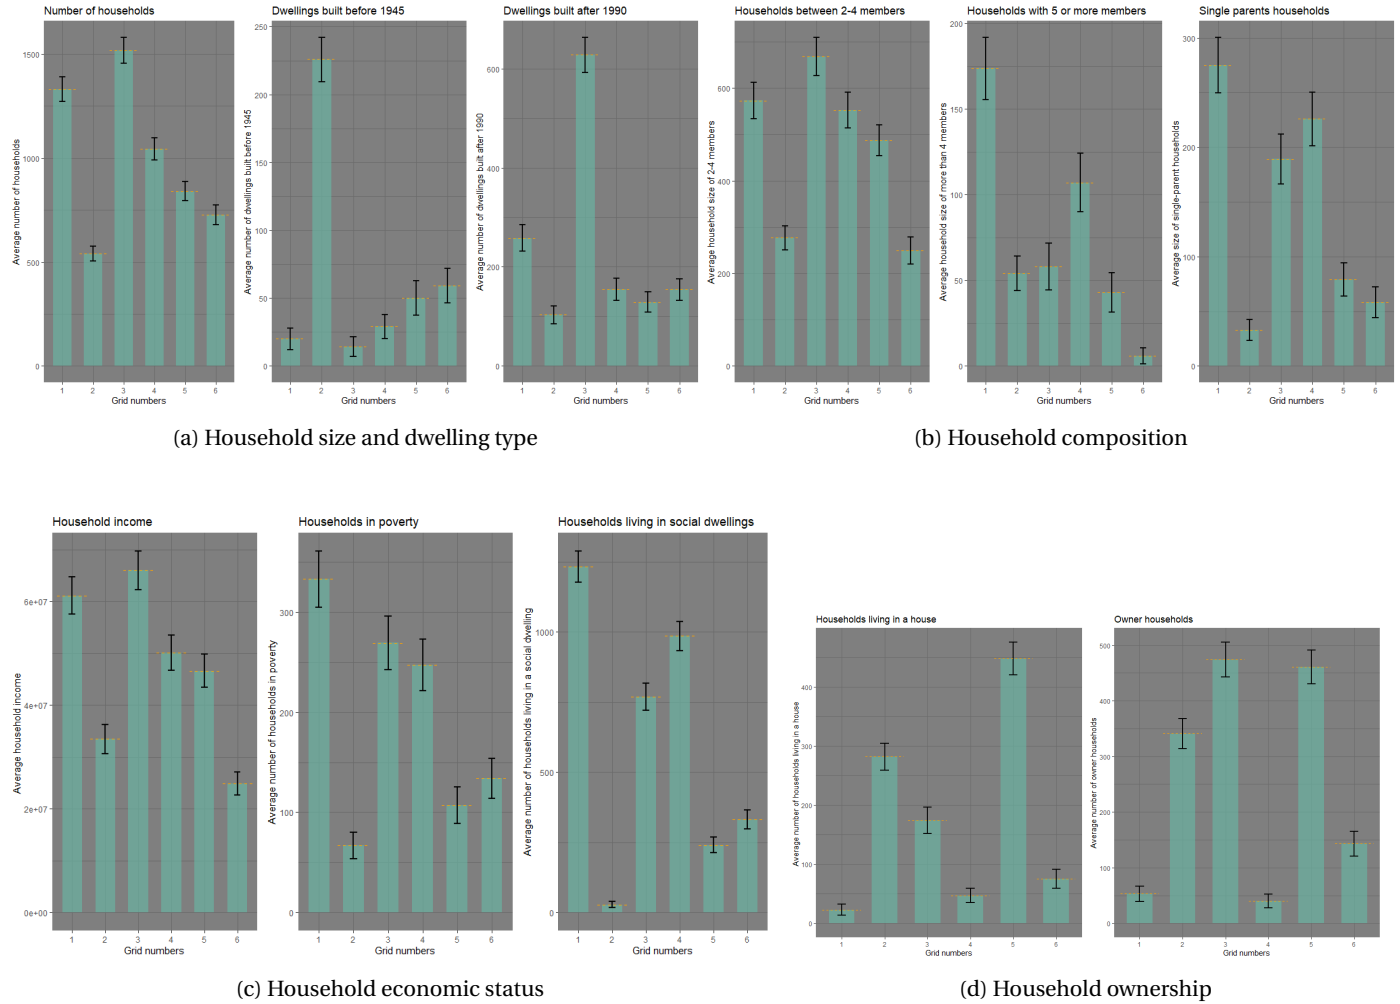 Number of households
Average number of households
1500
1000
500
0
1 2 3 4 5 6
Grid numbers
Dwellings built before 1945
Average number of dwellings built before 1945
250
200
150
100
50
0
1 2 3 4 5 6
Grid numbers
Dwellings built after 1990
Average number of dwellings built after 1990
600
400
200
0
1 2 3 4 5 6
Grid numbers
(a) Household size and dwelling type
Households between 2-4 members
Average household size of 2-4 members
600
400
200
0
1 2 3 4 5 6
Grid numbers
Households with 5 or more members
Average household size of more than 4 members
200
150
100
50
0
1 2 3 4 5 6
Grid numbers
Single parents households
Average size of single-parent households
300
200
100
0
1 2 3 4 5 6
Grid numbers
(b) Household composition
Household income
Average household income
6e+07
4e+07
2e+07
0e+00
1 2 3 4 5 6
Grid numbers
Households in poverty
Average number of households in poverty
300
200
100
0
1 2 3 4 5 6
Grid numbers
Households living in social dwellings
Average number of households living in a social dwelling
1000
500
0
1 2 3 4 5 6
Grid numbers
(c) Household economic status
Households living in a house
Average number of household living in a house
400
300
200
100
0
1 2 3 4 5 6
Grid numbers
Owner households
Average number of owner households
500
400
300
200
100
0
1 2 3 4 5 6
Grid numbers
(d) Household ownership